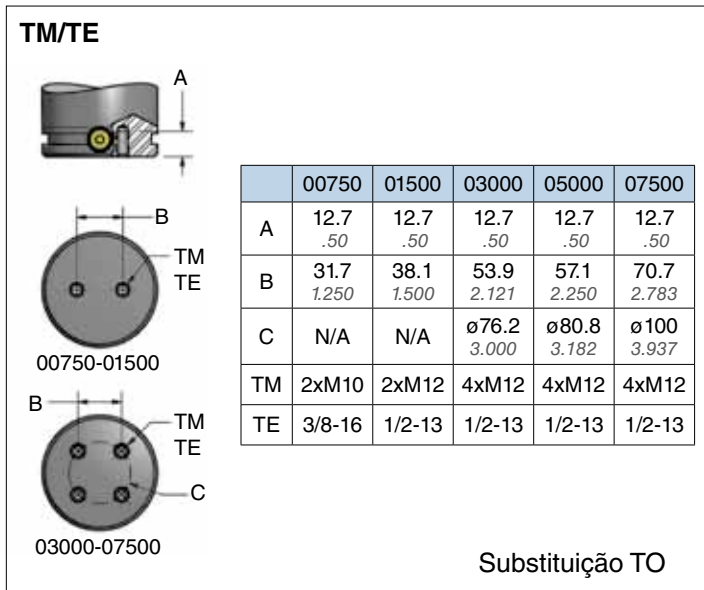 TM/TE
A
B
TM
TE
00750-01500
B
TM
TE
C
03000-07500
00750 01500 03000 05000 07500
A 12.7 12.7 12.7 12.7 12.7
.50 .50 .50 .50 .50
B 31.7 38.1 53.9 57.1 70.7
1.250 1.500 2.121 2.250 2.783
C N/A N/A ø76.2 ø80.8 ø100
3.000 3.182 3.937
TM 2xM10 2xM12 4xM12 4xM12 4xM12
TE 3/8-16 1/2-13 1/2-13 1/2-13 1/2-13
Substituição TO